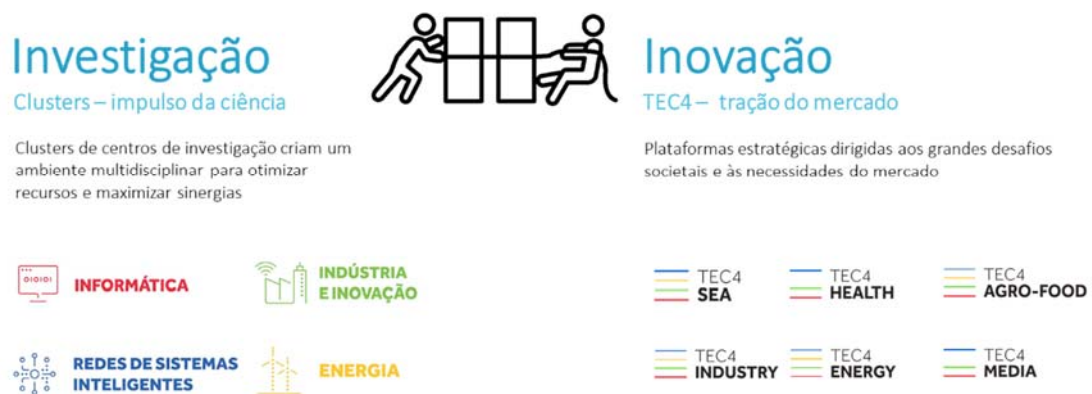 Investigação
Clusters – impulso da ciência
Clusters de centros de investigação criam um
ambiente multidisciplinar para otimizar
recursos e maximizar sinergias
010101
INFORMÁTICA
INDÚSTRIA
E INOVAÇÃO
REDES DE SISTEMAS
INTELIGENTES
ENERGIA
Inovação
TEC4 – tração do mercado
Plataformas estratégicas dirigidas aos grandes desafios
societais e às necessidades do mercado
TEC4
SEA
TEC4
HEALTH
TEC4
AGRO-FOOD
TEC4
INDUSTRY
TEC4
ENERGY
TEC4
MEDIA